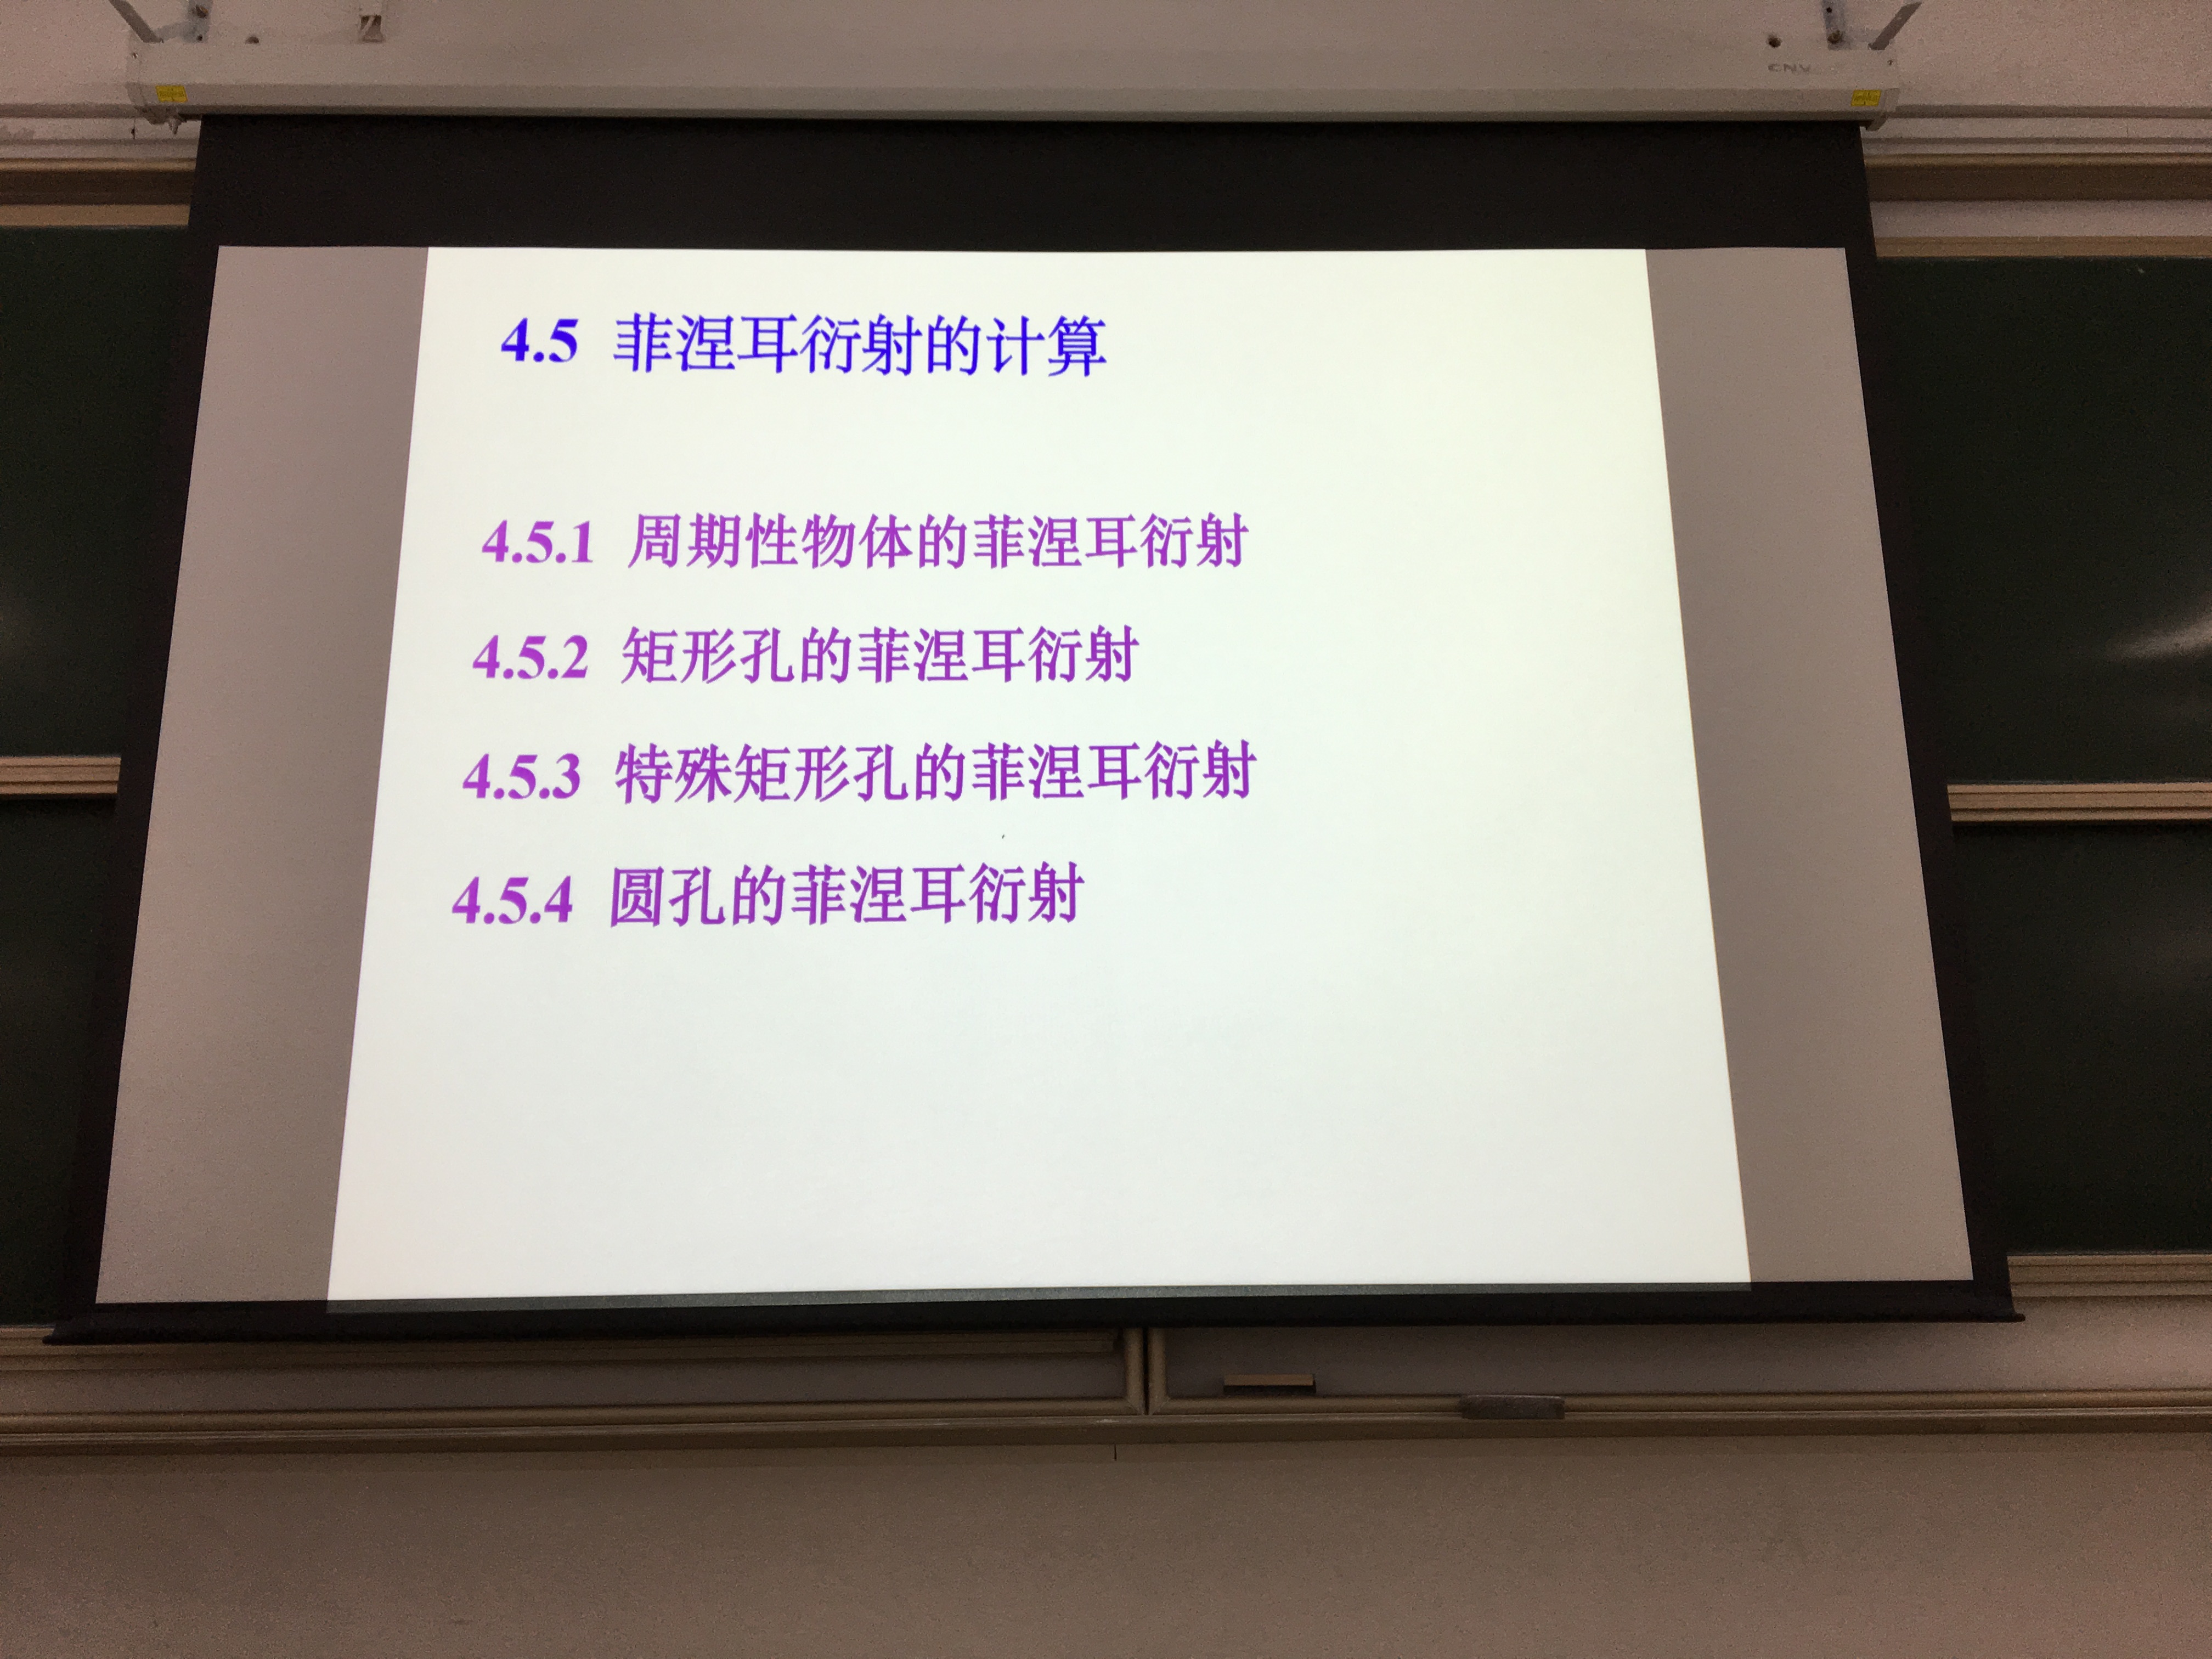 4.5 菲涅耳衍射的计算
4.5.1 周期性物体的菲涅耳衍射
4.5.2 矩形孔的菲涅耳衍射
4.5.3 特殊矩形孔的菲涅耳衍射
4.5.4 圆孔的菲涅耳衍射